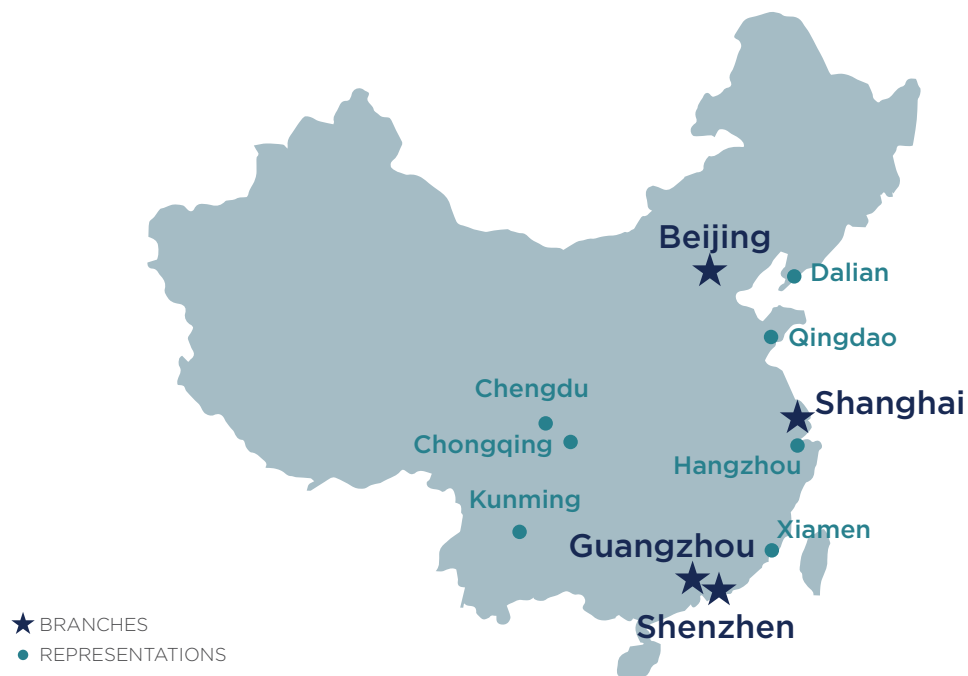 Beijing
Dalian
Qingdao
Chengdu
Shanghai
Chongqing
Hangzhou
Kunming
Xiamen
Guangzhou
Shenzhen
BRANCHES
REPRESENTATIONS